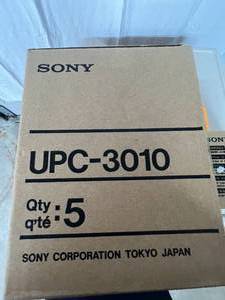 SONY
UPC-3010
Qty
q'té :5
SONY CORPORATION TOKYO JAPAN